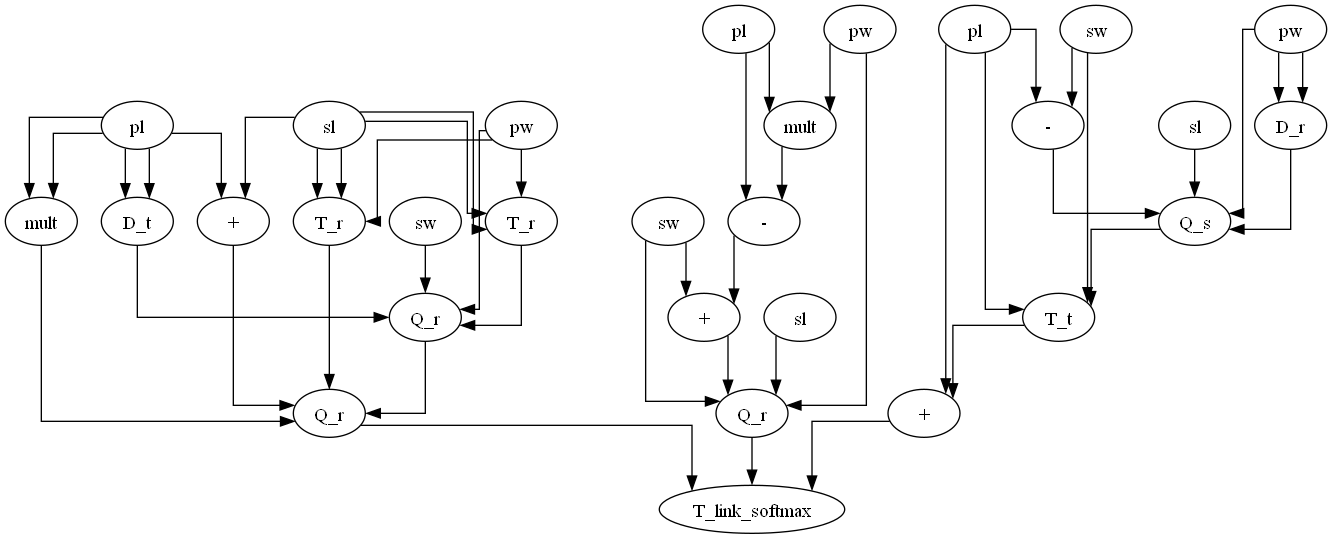 pl pw pl sw pw
pl sl pw mult - sl D_r
mult D_t + T_r sw T_r sw - Q_s
Q_r + sl T_t
Q_r Q_r +
T_link_softmax